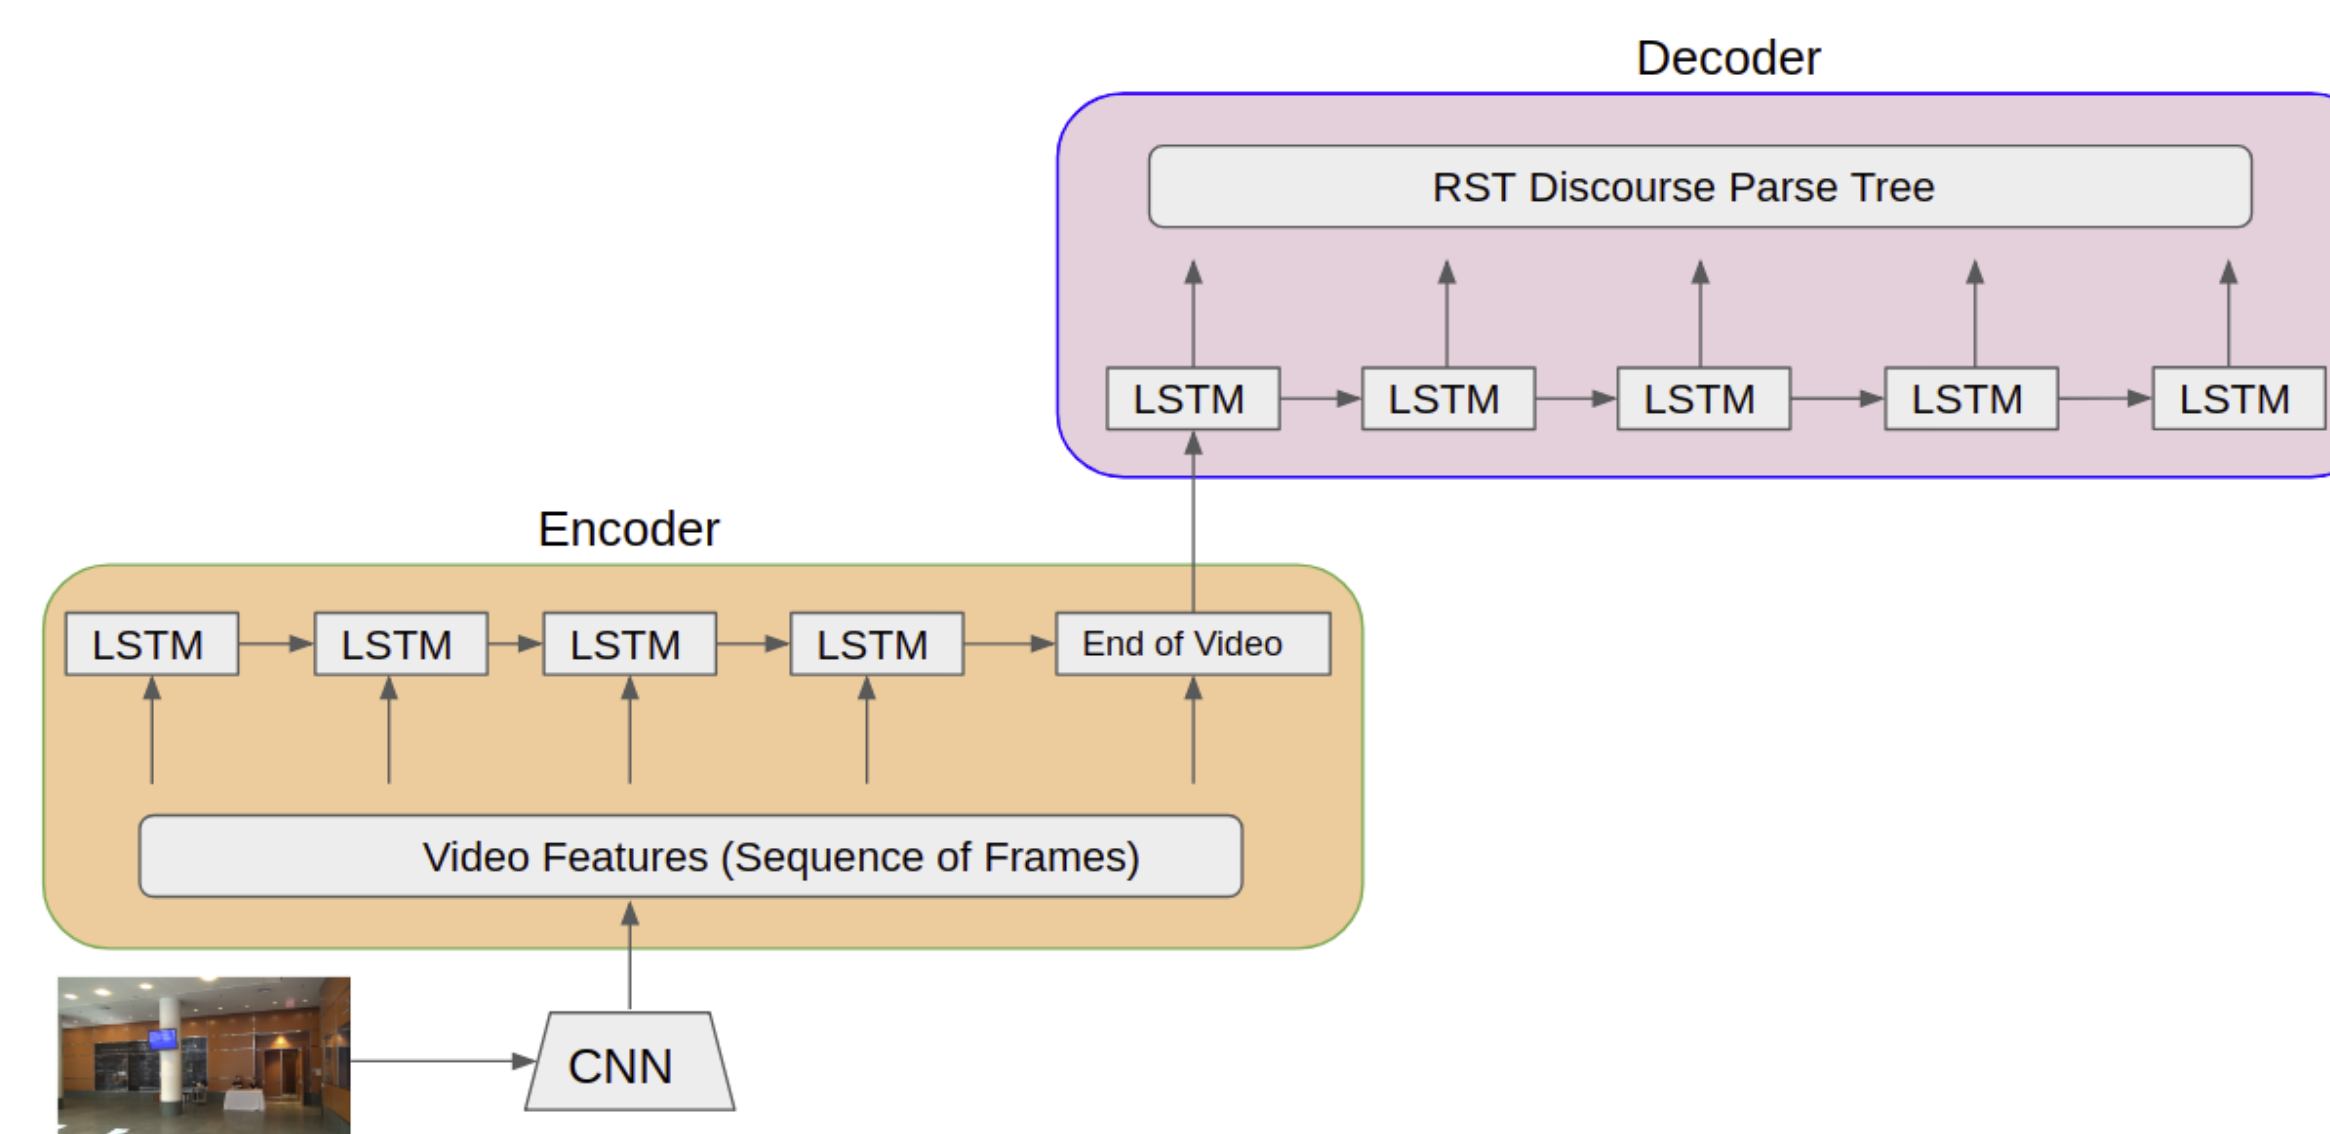 Decoder
RST Discourse Parse Tree
LSTM LSTM LSTM LSTM LSTM
Encoder
LSTM LSTM LSTM LSTM End of Video
Video Features (Sequence of Frames)
CNN